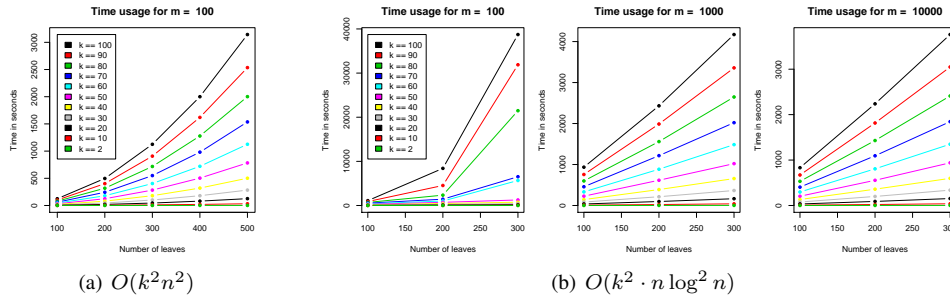 Time usage for m = 100
Time in seconds
3000
2500
2000
1500
1000
500
0
k == 100
k == 90
k == 80
k == 70
k == 60
k == 50
k == 40
k == 30
k == 20
k == 10
k == 2
100 200 300 400 500
Number of leaves
(a) O(k²n²)
Time usage for m = 100
Time in seconds
40000
20000
10000
0
k == 100
k == 90
k == 80
k == 70
k == 60
k == 50
k == 40
k == 30
k == 20
k == 10
k == 2
100 150 200 250 300
Number of leaves
Time usage for m = 1000
Time in seconds
4000
3000
2000
1000
0
100 150 200 250 300
Number of leaves
Time usage for m = 10000
Time in seconds
3000
2000
1000
0
100 150 200 250 300
Number of leaves
(b) O(k² · n log² n)